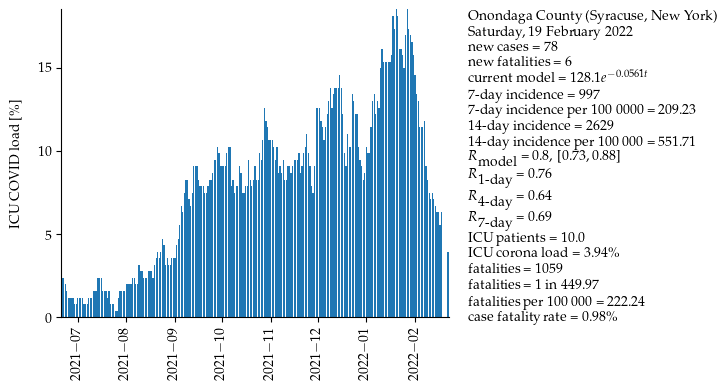 ICU COVID load [%]
15
10
5
0
2021−07
2021−08
2021−09
2021−10
2021−11
2021−12
2022−01
2022−02
Onondaga County (Syracuse, New York)
Saturday, 19 February 2022
new cases = 78
new fatalities = 6
current model = 128.1e^{−0.0561t}
7-day incidence = 997
7-day incidence per 100 0000 = 209.23
14-day incidence = 2629
14-day incidence per 100 000 = 551.71
R_model = 0.8, [0.73, 0.88]
R_1-day = 0.76
R_4-day = 0.64
R_7-day = 0.69
ICU patients = 10.0
ICU corona load = 3.94%
fatalities = 1059
fatalities = 1 in 449.97
fatalities per 100 000 = 222.24
case fatality rate = 0.98%